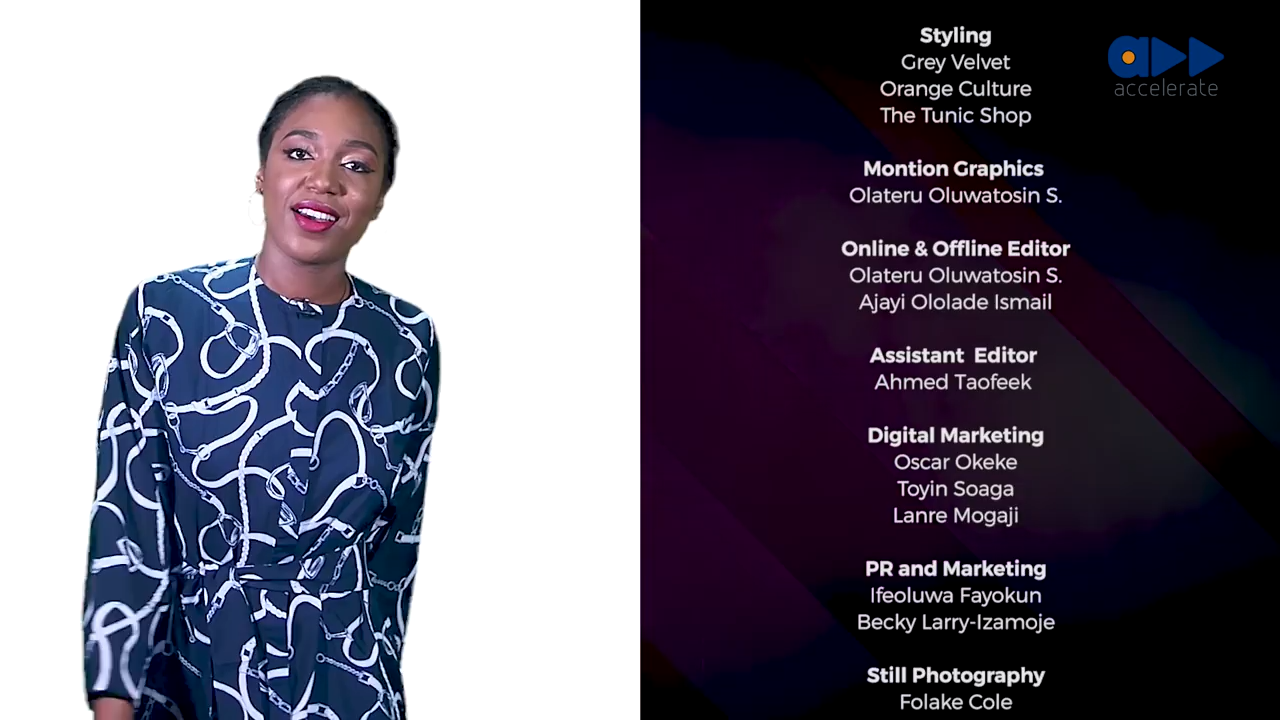 Styling
Grey Velvet
Orange Culture
The Tunic Shop
accelerate
Montion Graphics
Olateru Oluwatosin S.
Online & Offline Editor
Olateru Oluwatosin S.
Ajayi Ololade Ismail
Assistant Editor
Ahmed Taofeek
Digital Marketing
Oscar Okeke
Toyin Soaga
Lanre Mogaji
PR and Marketing
Ifeoluwa Fayokun
Becky Larry-Izamoje
Still Photography
Folake Cole